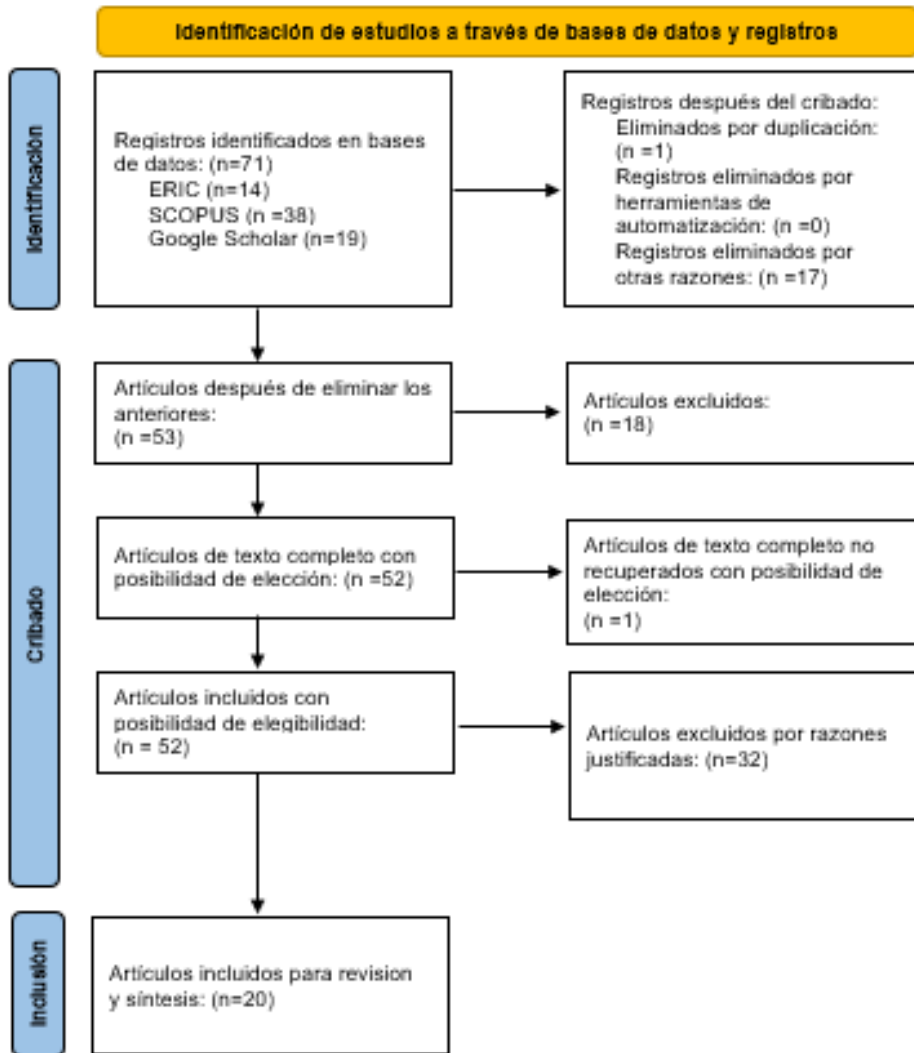 Identificación de estudios a través de bases de datos y registros
Identificación
Registros identificados en bases
de datos: (n=71)
ERIC (n=14)
SCOPUS (n =38)
Google Scholar (n=19)
Registros después del cribado:
Eliminados por duplicación:
(n =1)
Registros eliminados por
herramientas de
automatización: (n =0)
Registros eliminados por
otras razones: (n =17)
Cribado
Artículos después de eliminar los
anteriores:
(n =53)
Artículos excluidos:
(n =18)
Artículos de texto completo con
posibilidad de elección: (n =52)
Artículos de texto completo no
recuperados con posibilidad de
elección:
(n =1)
Artículos incluidos con
posibilidad de elegibilidad:
(n = 52)
Artículos excluidos por razones
justificadas: (n=32)
Inclusión
Artículos incluidos para revision
y síntesis: (n=20)